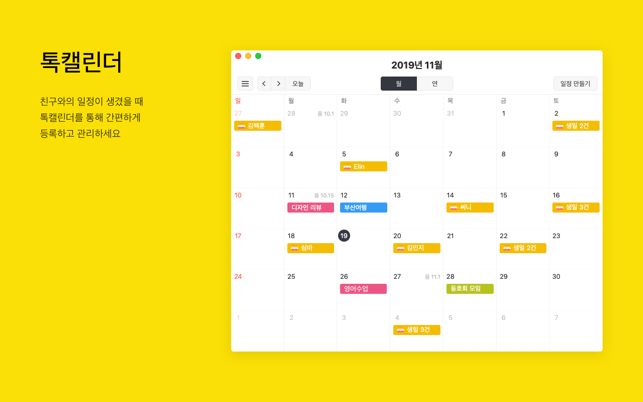 톡캘린더
친구와의 일정이 생겼을 때
톡캘린더를 통해 간편하게
등록하고 관리하세요
2019년 11월
오늘
월 연
일정 만들기
일 월 화 수 목 금 토
27 28 음 10.1 29 30 31 1 2
김백훈 생일 2건
3 4 5 6 7 8 9
Elin
10 11 음 10.15 12 13 14 15 16
디자인 리뷰 부산여행 써니 생일 3건
17 18 19 20 21 22 23
심바 김민지 생일 2건
24 25 26 27 음 11.1 28 29 30
영어수업 동호회 모임
1 2 3 4 5 6 7
생일 3건